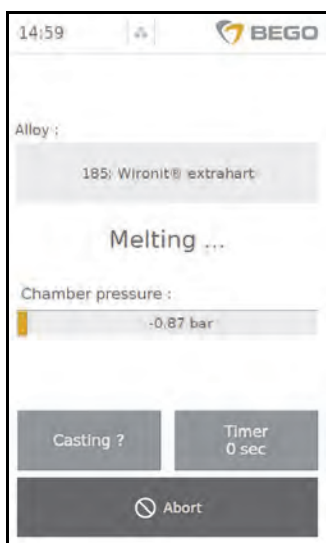 14:59
BEGO
Alloy :
185: Wironit® extrahart
Melting ...
Chamber pressure :
-0.87 bar
Casting ?
Timer
0 sec
Abort